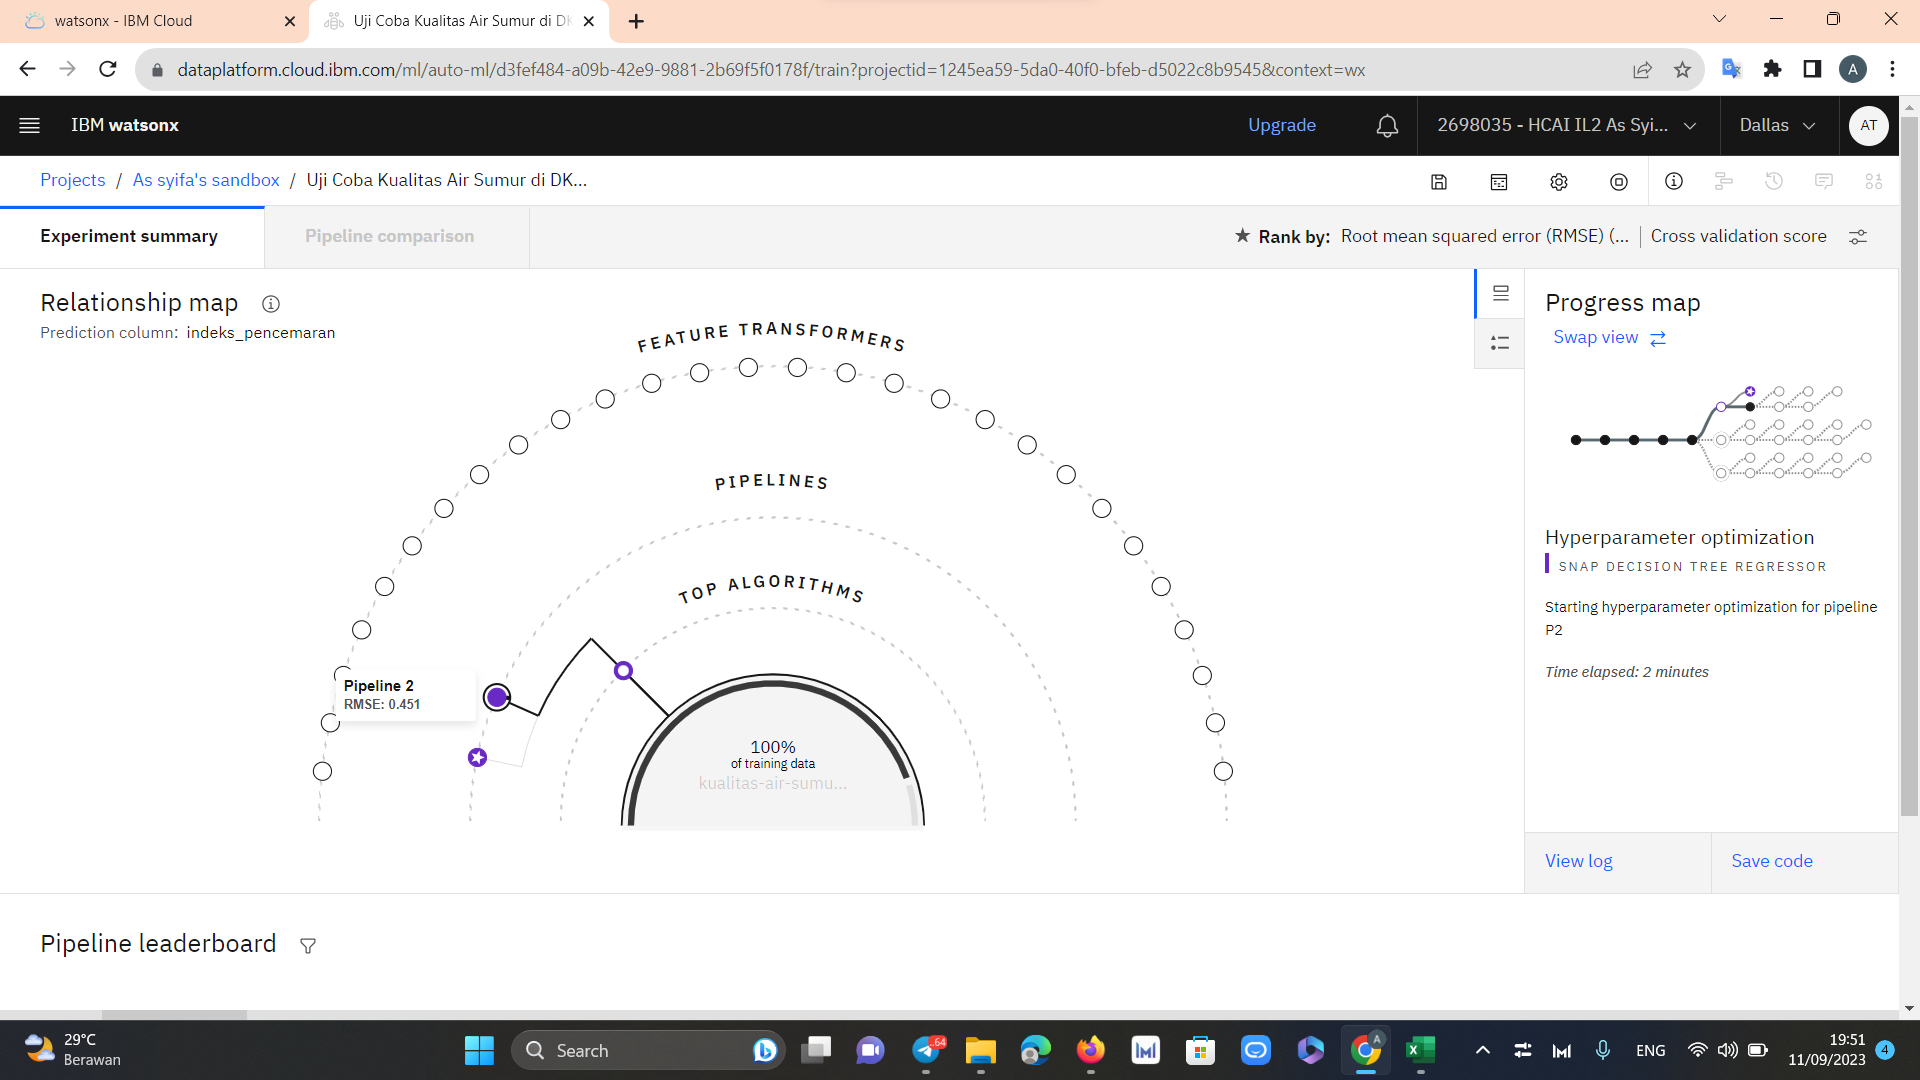 watsonx - IBM Cloud
Uji Coba Kualitas Air Sumur di DK
dataplatform.cloud.ibm.com/ml/auto-ml/d3fef484-a09b-42e9-9881-2b69f5f0178f/train?projectid=1245ea59-5da0-40f0-bfeb-d5022c8b9545&context=wx
A
IBM watsonx
Upgrade
2698035 - HCAI IL2 As Syi...
Dallas
AT
Projects / As syifa's sandbox / Uji Coba Kualitas Air Sumur di DK...
Experiment summary
Pipeline comparison
Rank by: Root mean squared error (RMSE) (... | Cross validation score
Relationship map
Prediction column: indeks_pencemaran
FEATURE TRANSFORMERS
PIPELINES
TOP ALGORITHMS
Pipeline 2
RMSE: 0.451
100%
of training data
kualitas-air-sumu...
Progress map
Swap view
Hyperparameter optimization
SNAP DECISION TREE REGRESSOR
Starting hyperparameter optimization for pipeline
P2
Time elapsed: 2 minutes
View log
Save code
Pipeline leaderboard
29°C
Berawan
Search
..64
A
ENG
19:51
11/09/2023
4